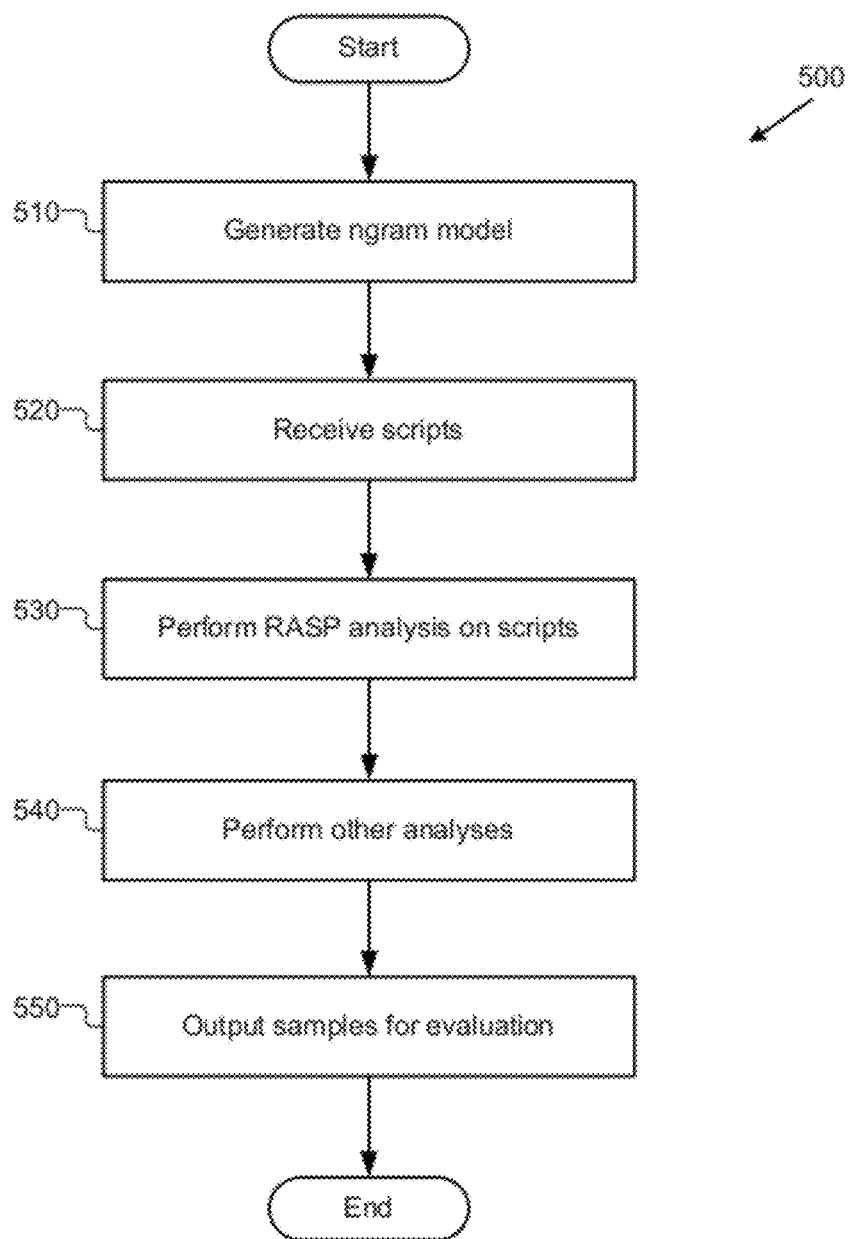 Start
500
510
Generate ngram model
520
Receive scripts
530
Perform RASP analysis on scripts
540
Perform other analyses
550
Output samples for evaluation
End